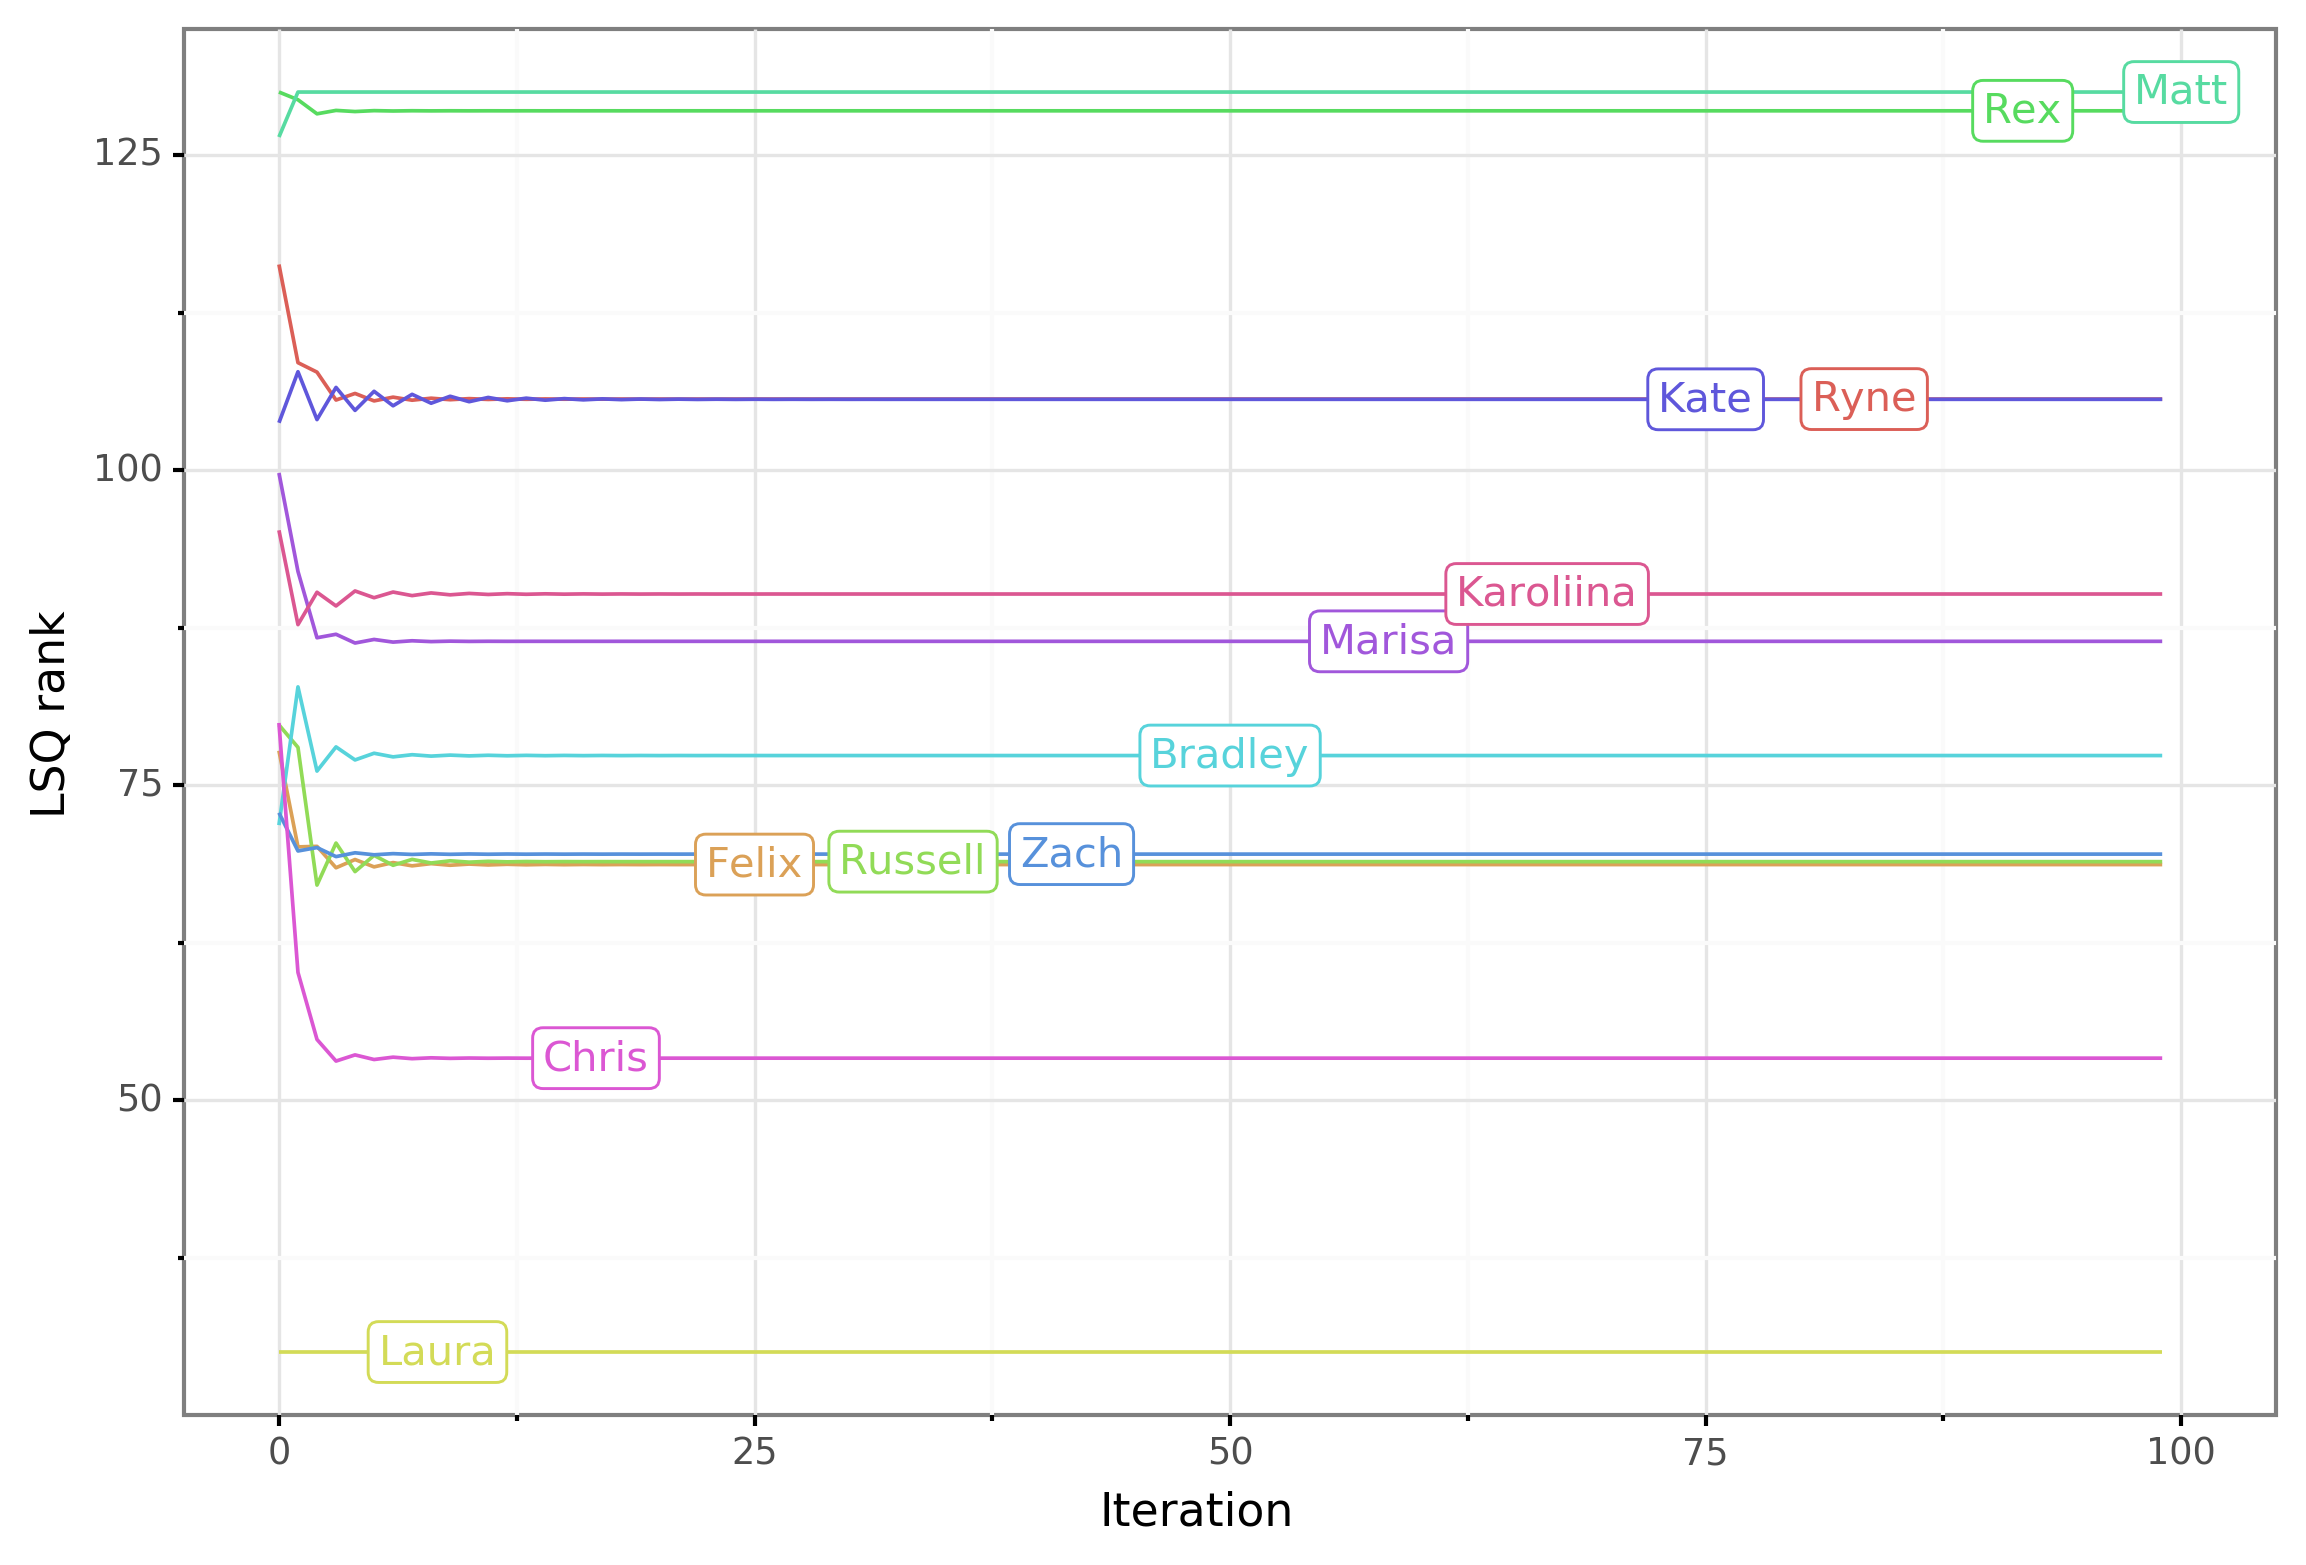 Matt
Rex
125
Kate
Ryne
100
Karoliina
Marisa
LSQ rank
Bradley
75
Felix
Russell
Zach
Chris
50
Laura
0
25
50
75
100
Iteration